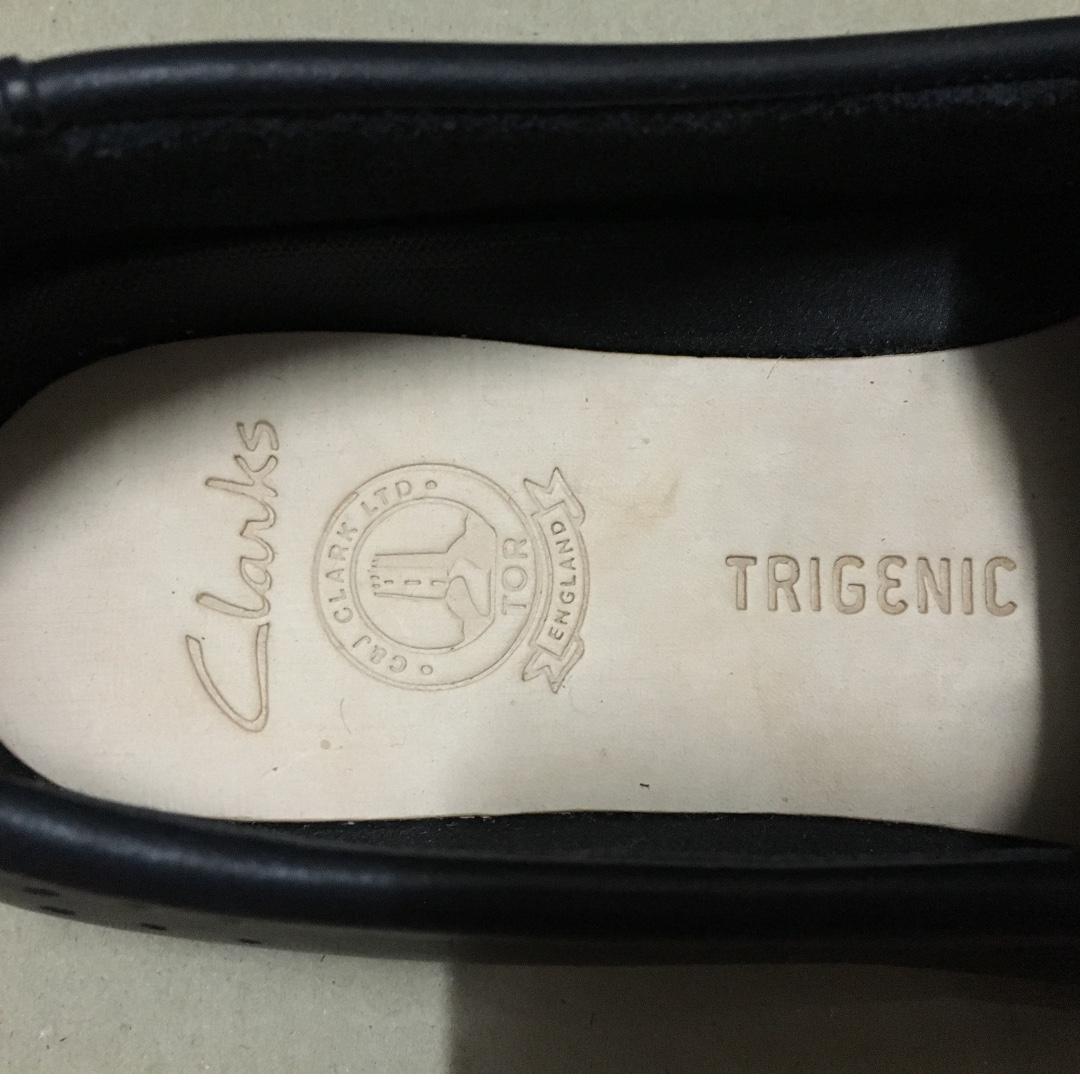 Clarks
C&J CLARK LTD
TOR
ENGLAND
TRIGENIC